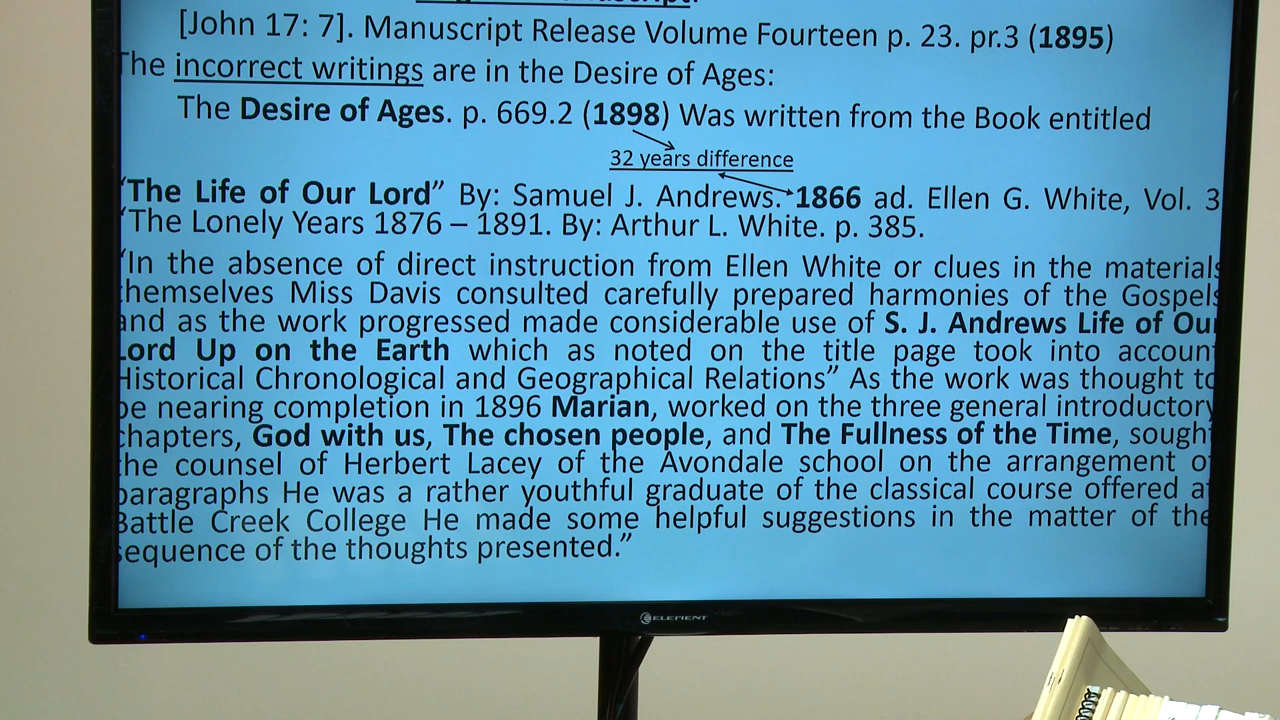 [John 17: 7]. Manuscript Release Volume Fourteen p. 23. pr.3 (1895)
The incorrect writings are in the Desire of Ages:
The Desire of Ages. p. 669.2 (1898) Was written from the Book entitled
32 years difference
"The Life of Our Lord" By: Samuel J. Andrews. 1866 ad. Ellen G. White, Vol. 3
"The Lonely Years 1876 – 1891. By: Arthur L. White. p. 385.
"In the absence of direct instruction from Ellen White or clues in the materials
themselves Miss Davis consulted carefully prepared harmonies of the Gospels
and as the work progressed made considerable use of S. J. Andrews Life of Our
Lord Up on the Earth which as noted on the title page took into account
Historical Chronological and Geographical Relations" As the work was thought to
be nearing completion in 1896 Marian, worked on the three general introductory
chapters, God with us, The chosen people, and The Fullness of the Time, sought
the counsel of Herbert Lacey of the Avondale school on the arrangement of
paragraphs He was a rather youthful graduate of the classical course offered at
Battle Creek College He made some helpful suggestions in the matter of the
sequence of the thoughts presented."
ELEMENT